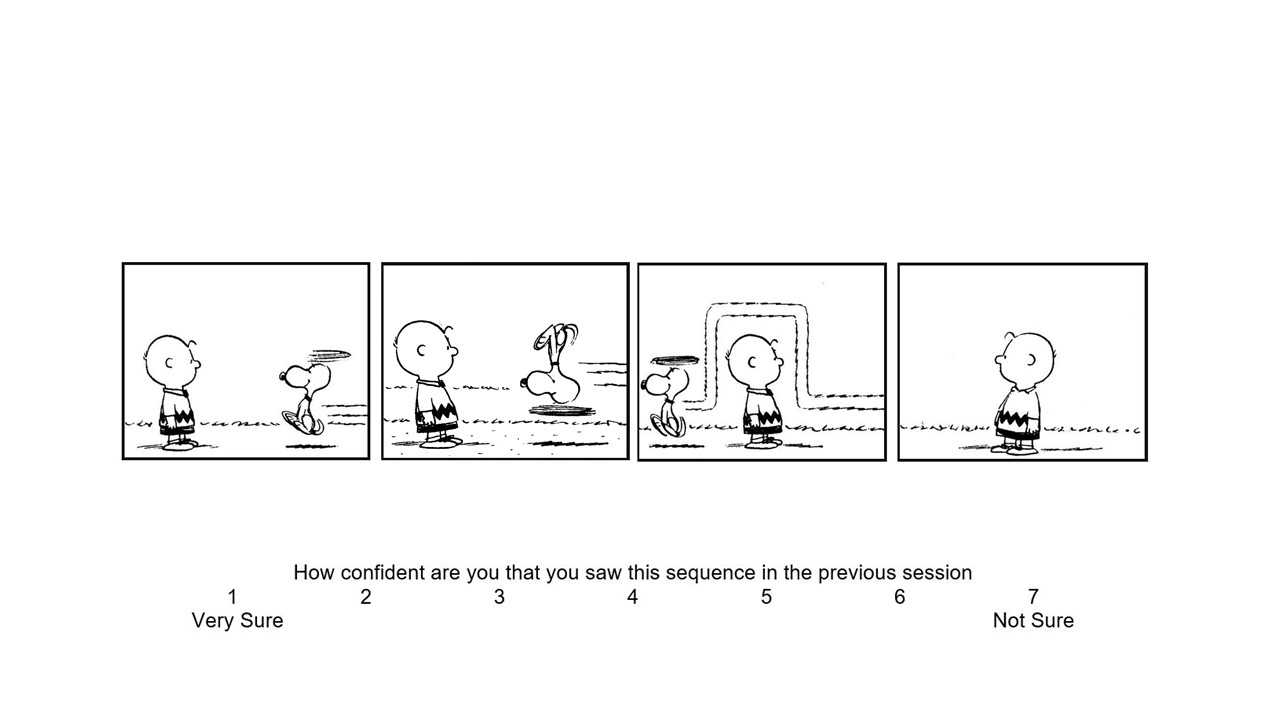 How confident are you that you saw this sequence in the previous session
1 2 3 4 5 6 7
Very Sure Not Sure